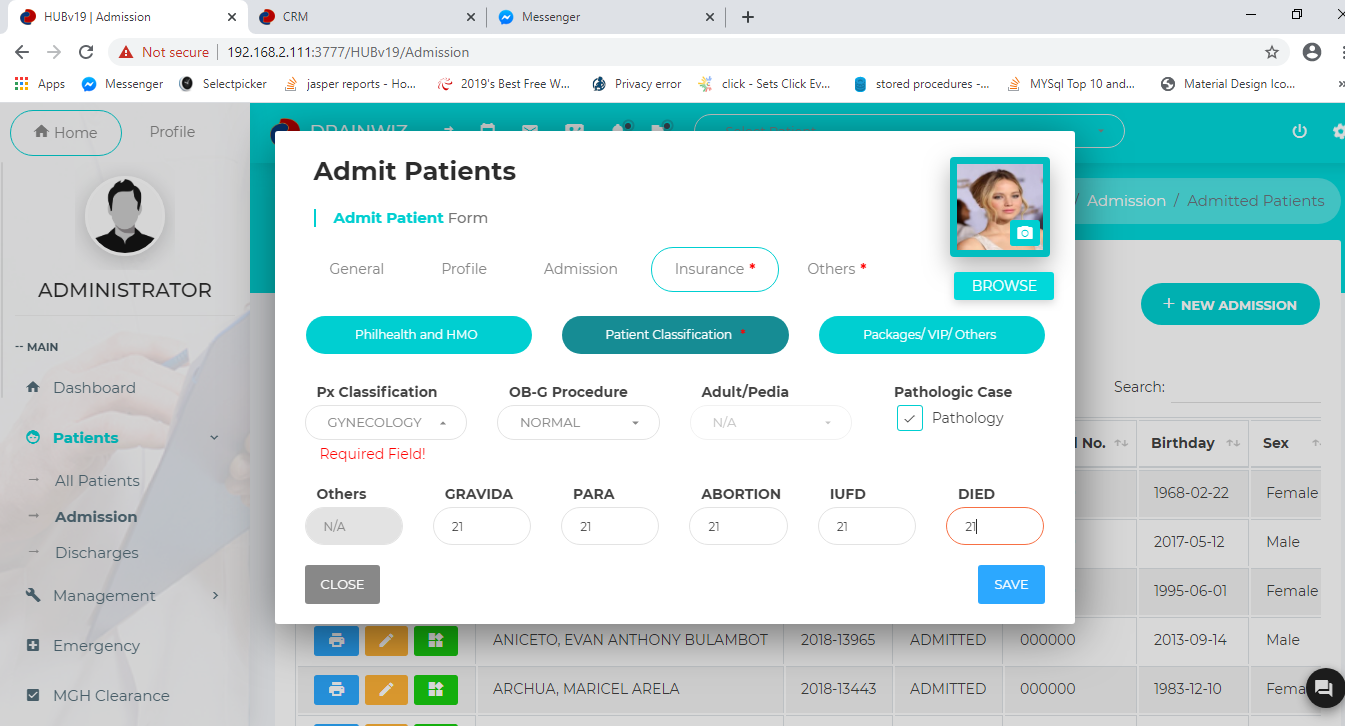 HUBv19 | Admission
CRM
Messenger
Not secure | 192.168.2.111:3777/HUBv19/Admission
Apps Messenger Selectpicker jasper reports - Ho... 2019's Best Free W... Privacy error click - Sets Click Ev... stored procedures -... MYSql Top 10 and... Material Design Ico... »
Home Profile
ADMINISTRATOR
-- MAIN
Dashboard
Patients
All Patients
Admission
Discharges
Management
Emergency
MGH Clearance
/ Admission / Admitted Patients
+ NEW ADMISSION
Search:
Admit Patients
Admit Patient Form
General Profile Admission Insurance * Others *
BROWSE
Philhealth and HMO Patient Classification * Packages/ VIP/ Others
Px Classification OB-G Procedure Adult/Pedia Pathologic Case
GYNECOLOGY NORMAL N/A Pathology
Required Field!
Others GRAVIDA PARA ABORTION IUFD DIED
N/A 21 21 21 21 21
CLOSE SAVE
No. Birthday Sex
1968-02-22 Female
2017-05-12 Male
1995-06-01 Female
ANICETO, EVAN ANTHONY BULAMBOT 2018-13965 ADMITTED 000000 2013-09-14 Male
ARCHUA, MARICEL ARELA 2018-13443 ADMITTED 000000 1983-12-10 Fema